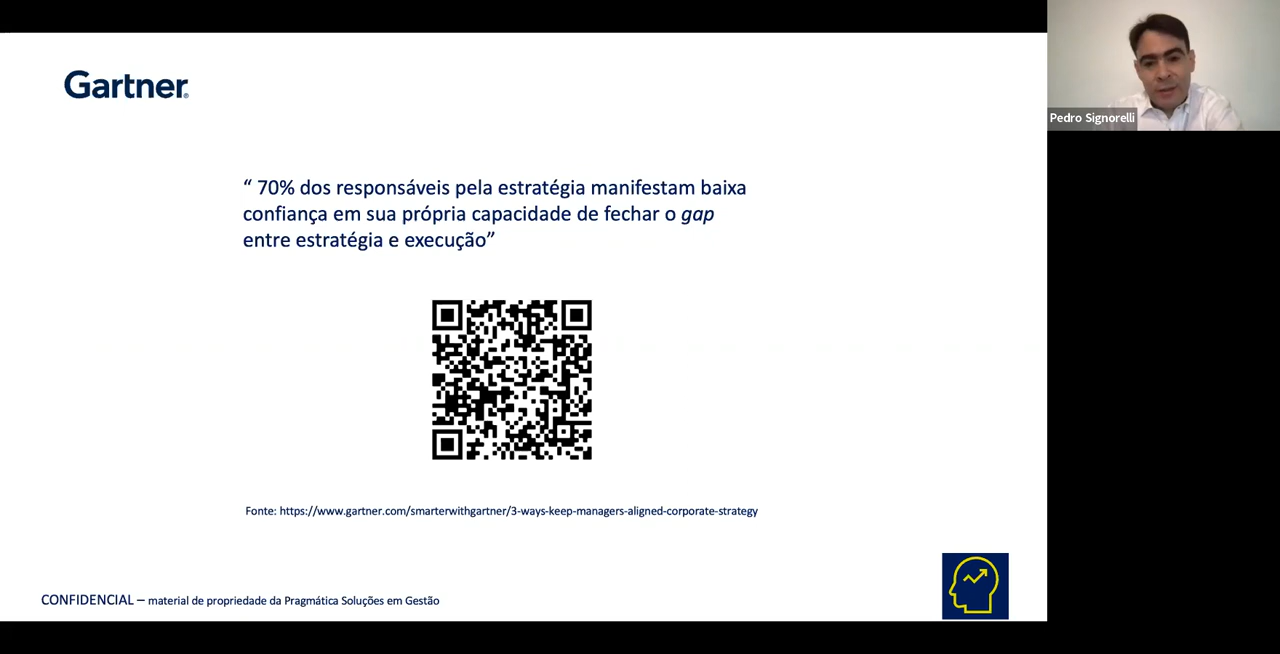 Gartner®
Pedro Signorelli
“ 70% dos responsáveis pela estratégia manifestam baixa
confiança em sua própria capacidade de fechar o gap
entre estratégia e execução”
Fonte: https://www.gartner.com/smarterwithgartner/3-ways-keep-managers-aligned-corporate-strategy
CONFIDENCIAL – material de propriedade da Pragmática Soluções em Gestão